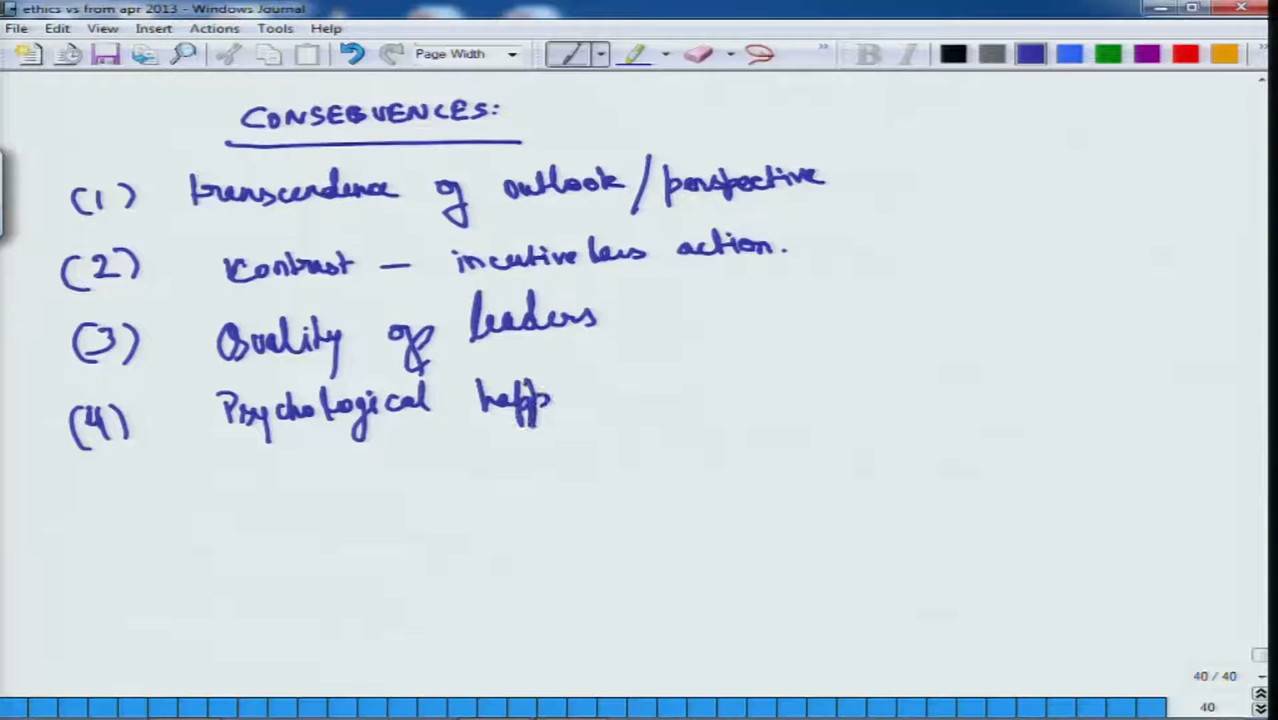 ethics vs from apr 2013 - Windows Journal
File Edit View Insert Actions Tools Help
Page Width
B I
CONSEQUENCES:
(1) transcendence of outlook/perspective
(2) Contrast - incentiveless action.
(3) Quality of leaders
(4) Psychological happ
40 / 40
40